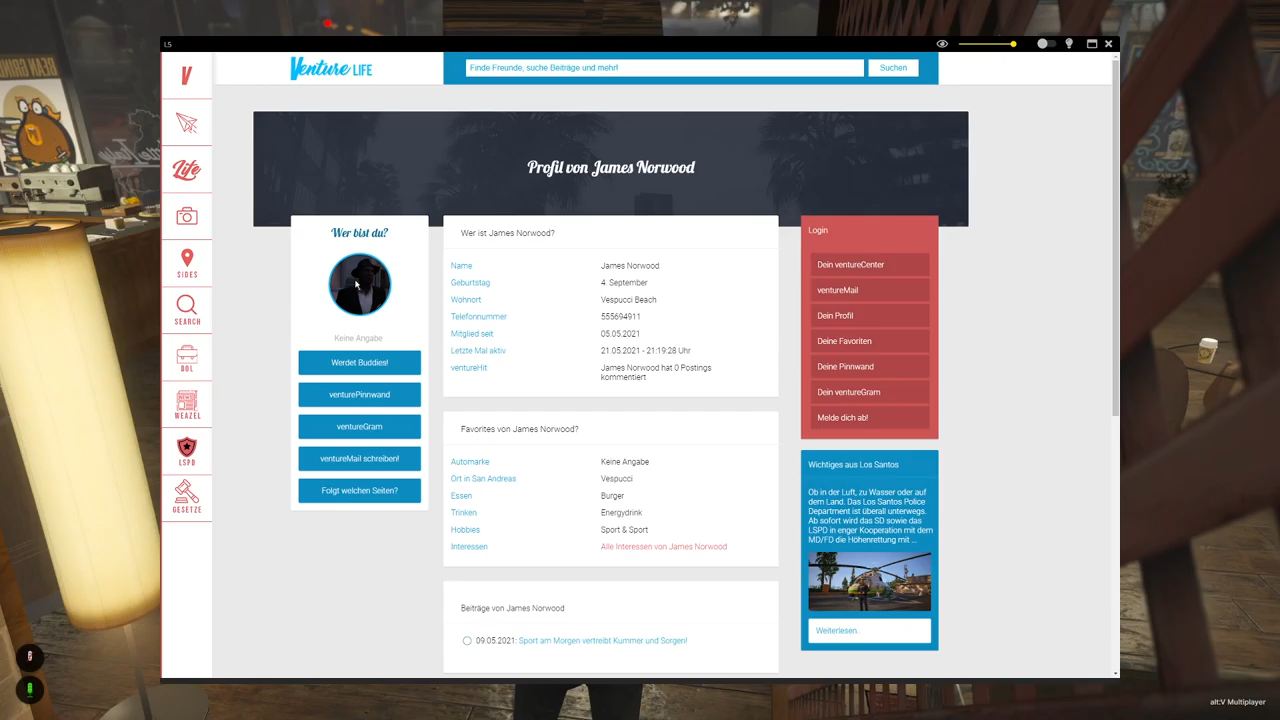 L5
V
Venture LIFE
Finde Freunde, suche Beiträge und mehr!
Suchen
Life
SIDES
SEARCH
DOL
WEAZEL
LSPD
GESETZE
Profil von James Norwood
Wer bist du?
Keine Angabe
Werdet Buddies!
venturePinnwand
ventureGram
ventureMail schreiben!
Folgt welchen Seiten?
Wer ist James Norwood?
Name James Norwood
Geburtstag 4. September
Wohnort Vespucci Beach
Telefonnummer 555694911
Mitglied seit 05.05.2021
Letzte Mal aktiv 21.05.2021 - 21:19:28 Uhr
ventureHit James Norwood hat 0 Postings
kommentiert
Favorites von James Norwood?
Automarke Keine Angabe
Ort in San Andreas Vespucci
Essen Burger
Trinken Energydrink
Hobbies Sport & Sport
Interessen Alle Interessen von James Norwood
Beiträge von James Norwood
09.05.2021: Sport am Morgen vertreibt Kummer und Sorgen!
Login
Dein ventureCenter
ventureMail
Dein Profil
Deine Favoriten
Deine Pinnwand
Dein ventureGram
Melde dich ab!
Wichtiges aus Los Santos
Ob in der Luft, zu Wasser oder auf
dem Land. Das Los Santos Police
Department ist überall unterwegs.
Ab sofort wird das SD sowie das
LSPD in enger Kooperation mit dem
MD/FD die Höhenrettung mit ...
Weiterlesen..
alt:V Multiplayer